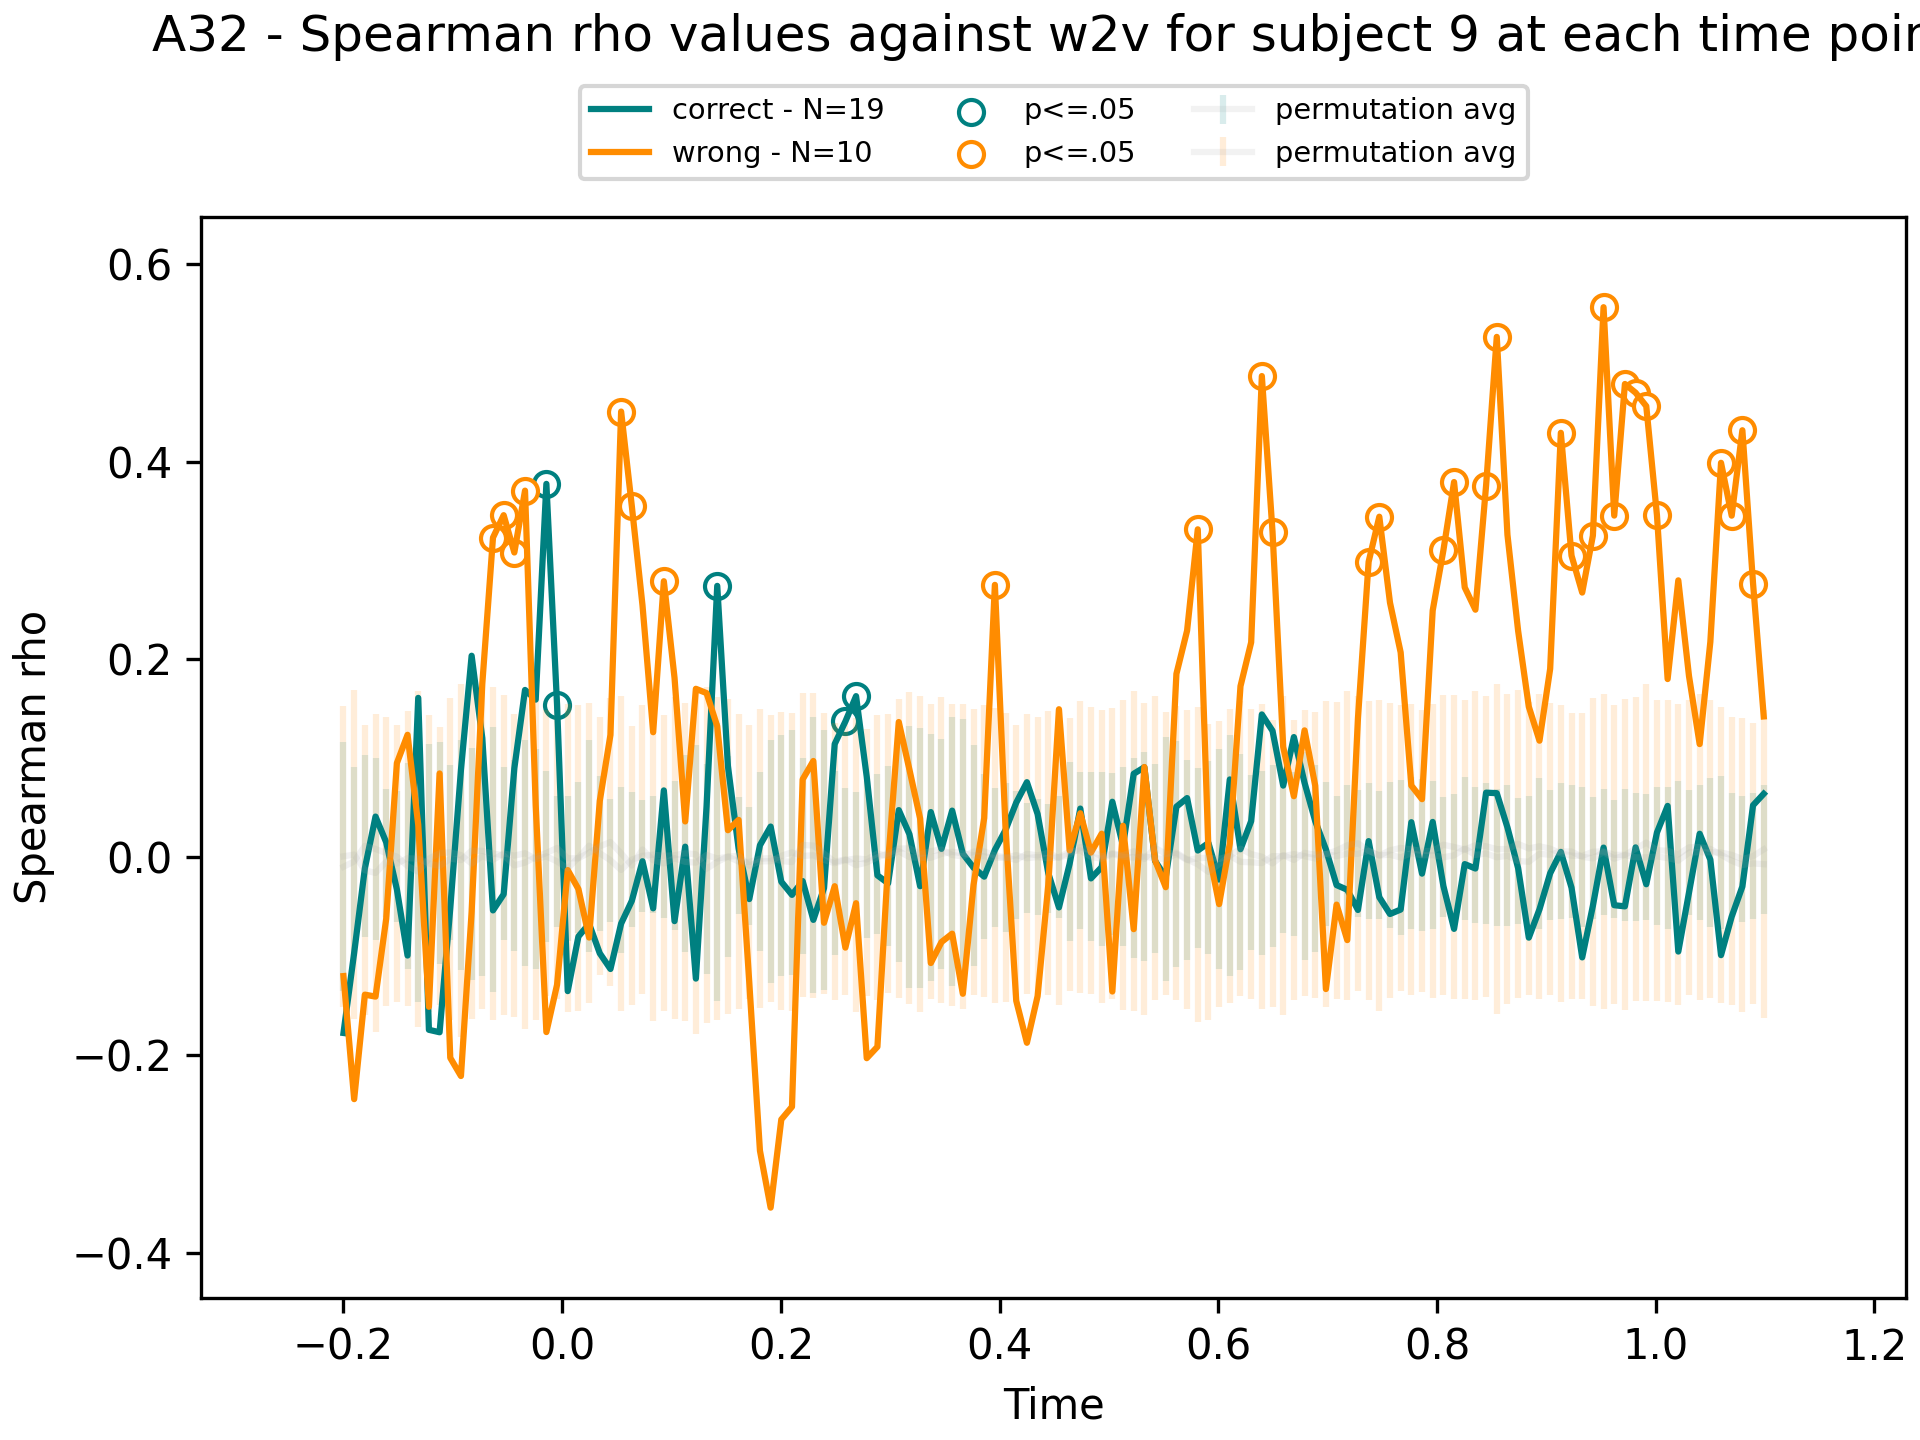 A32 - Spearman rho values against w2v for subject 9 at each time poin
correct - N=19
wrong - N=10
p<=.05
p<=.05
permutation avg
permutation avg
Spearman rho
0.6
0.4
0.2
0.0
−0.2
−0.4
−0.2 0.0 0.2 0.4 0.6 0.8 1.0 1.2
Time